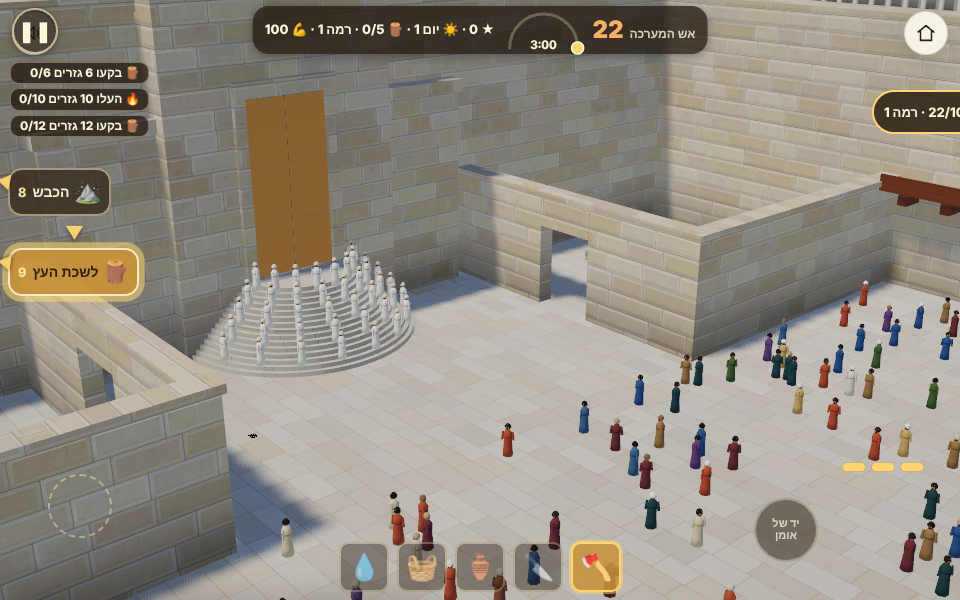 אש המערכה 22
3:00
★ 0 · ☀️ יום 1 · 🪵 0/5 · רמה 1 · 💪 100
22/10 · רמה 1
🪵 בקעו 6 גזרים 0/6
🔥 העלו 10 גזרים 0/10
🪵 בקעו 12 גזרים 0/12
הכבש 8
לשכת העץ 9
יד של
אומן